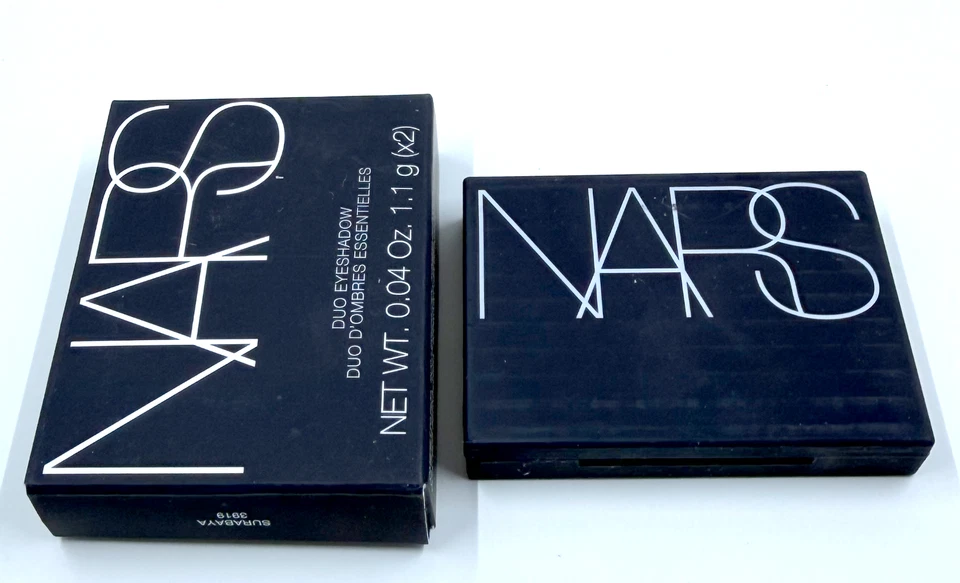 NARS
DUO EYESHADOW
DUO D'OMBRES ESSENTIELLES
NET WT. 0.04 Oz. 1.1 g (x2)
SURABAYA
3919
NARS